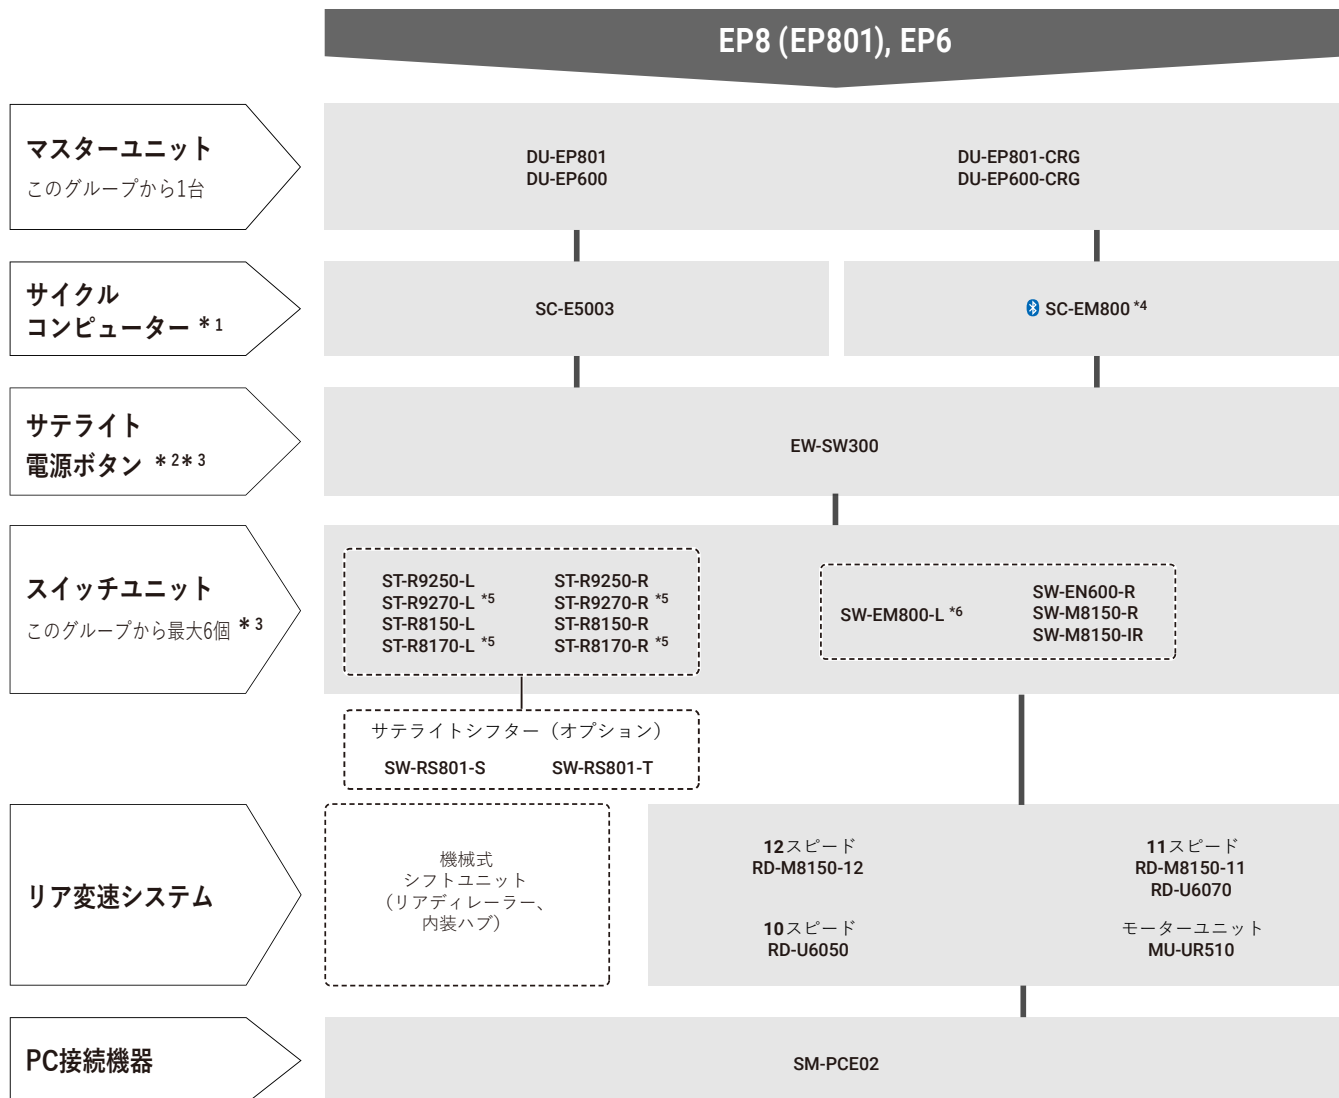 EP8 (EP801), EP6
マスターユニット
このグループから1台
DU-EP801
DU-EP600
DU-EP801-CRG
DU-EP600-CRG
サイクル
コンピューター *1
SC-E5003
SC-EM800 *4
サテライト
電源ボタン *2*3
EW-SW300
スイッチユニット
このグループから最大6個 *3
ST-R9250-L
ST-R9270-L *5
ST-R8150-L
ST-R8170-L *5
ST-R9250-R
ST-R9270-R *5
ST-R8150-R
ST-R8170-R *5
SW-EM800-L *6
SW-EN600-R
SW-M8150-R
SW-M8150-IR
サテライトシフター（オプション）
SW-RS801-S
SW-RS801-T
リア変速システム
機械式
シフトユニット
（リアディレーラー、
内装ハブ）
12スピード
RD-M8150-12
11スピード
RD-M8150-11
RD-U6070
10スピード
RD-U6050
モーターユニット
MU-UR510
PC接続機器
SM-PCE02